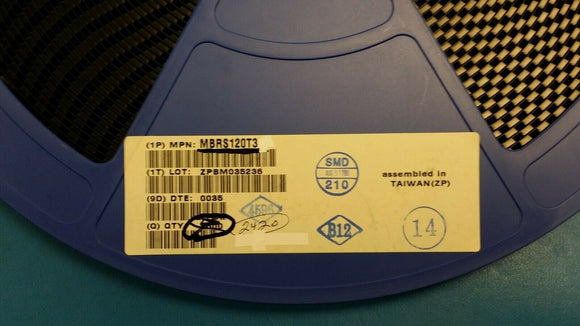 (1P) MPN: MBRS120T3
(1T) LOT: ZPBM035236
(9D) DTE: 0035
(Q) QTY
2420
SMD
210
assembled in
TAIWAN(ZP)
B12
14